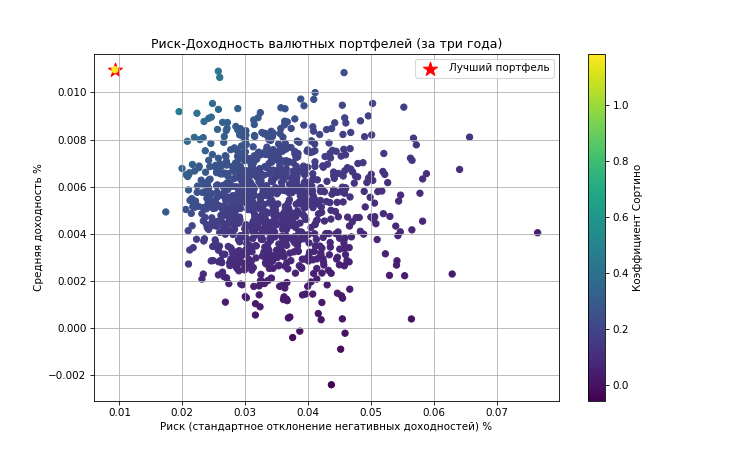 Риск-Доходность валютных портфелей (за три года)
Лучший портфель
Средняя доходность %
0.010
0.008
0.006
0.004
0.002
0.000
−0.002
0.01 0.02 0.03 0.04 0.05 0.06 0.07
Риск (стандартное отклонение негативных доходностей) %
1.0
0.8
0.6
0.4
0.2
0.0
Коэффициент Сортино